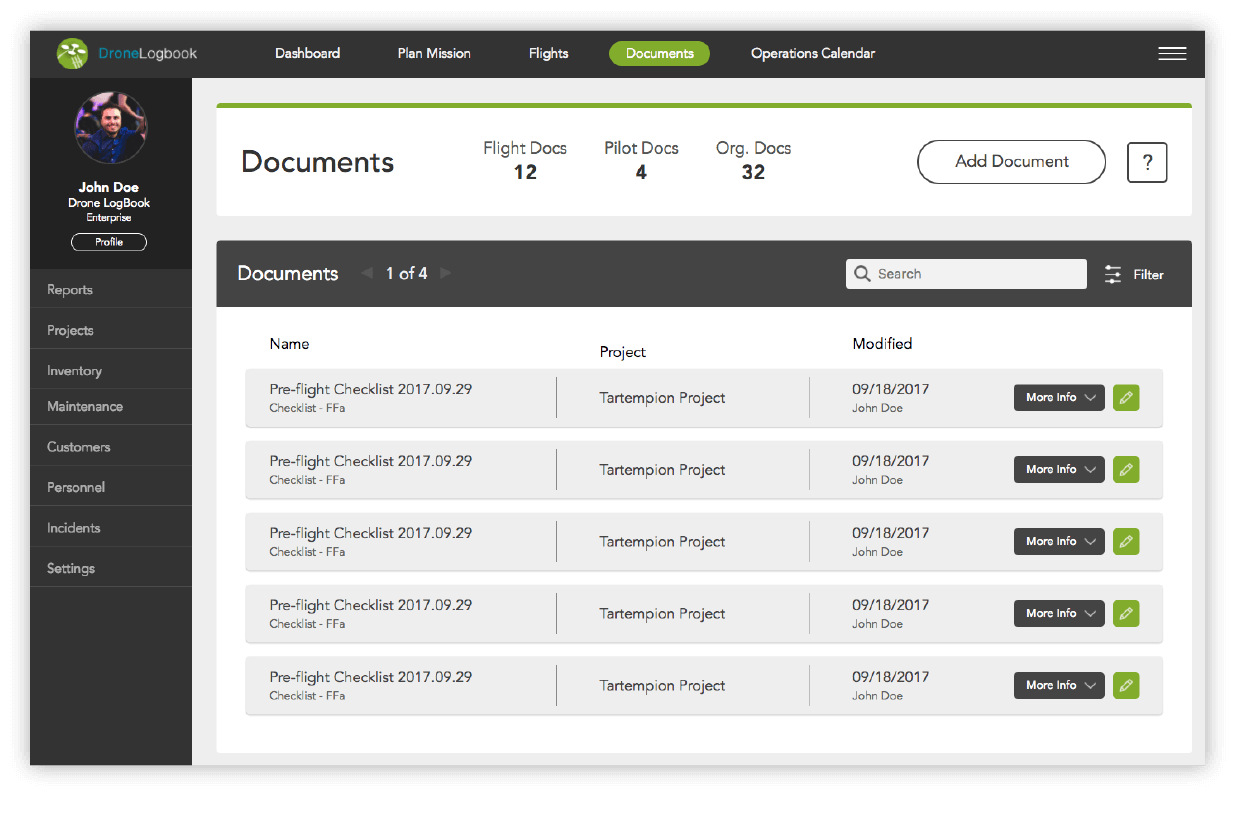 DroneLogbook
Dashboard
Plan Mission
Flights
Documents
Operations Calendar
John Doe
Drone LogBook
Enterprise
Profile
Reports
Projects
Inventory
Maintenance
Customers
Personnel
Incidents
Settings
Documents
Flight Docs
12
Pilot Docs
4
Org. Docs
32
Add Document
?
Documents
1 of 4
Search
Filter
Name
Project
Modified
Pre-flight Checklist 2017.09.29
Checklist - FFa
Tartempion Project
09/18/2017
John Doe
More Info
Pre-flight Checklist 2017.09.29
Checklist - FFa
Tartempion Project
09/18/2017
John Doe
More Info
Pre-flight Checklist 2017.09.29
Checklist - FFa
Tartempion Project
09/18/2017
John Doe
More Info
Pre-flight Checklist 2017.09.29
Checklist - FFa
Tartempion Project
09/18/2017
John Doe
More Info
Pre-flight Checklist 2017.09.29
Checklist - FFa
Tartempion Project
09/18/2017
John Doe
More Info